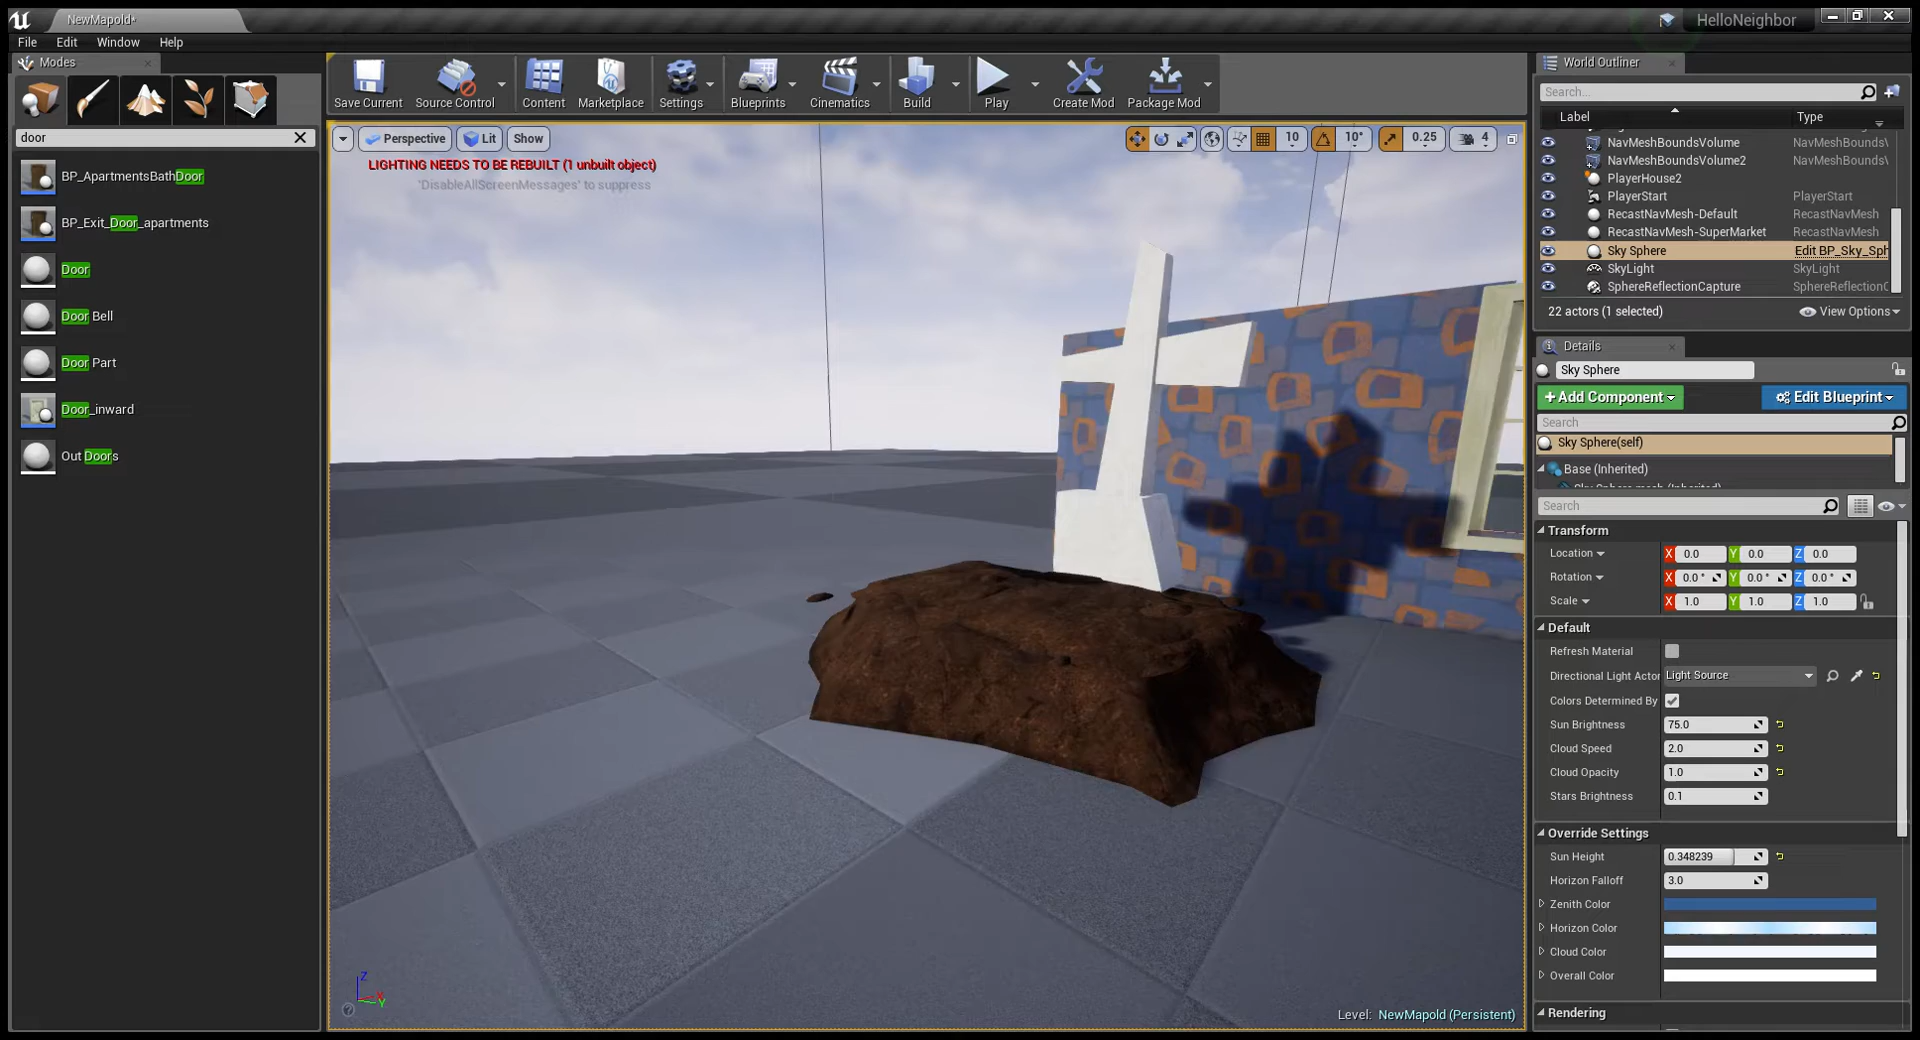 NewMapold*
HelloNeighbor
File Edit Window Help
Modes
door
BP_ApartmentsBathDoor
BP_Exit_Door_apartments
Door
Door Bell
Door Part
Door_inward
Out Doors
Save Current Source Control Content Marketplace Settings Blueprints Cinematics Build Play Create Mod Package Mod
Perspective Lit Show 10 10° 0.25 4
LIGHTING NEEDS TO BE REBUILT (1 unbuilt object)
'DisableAllScreenMessages' to suppress
Z
X
Y
Level: NewMapold (Persistent)
World Outliner
Search...
Label Type
NavMeshBoundsVolume NavMeshBounds\
NavMeshBoundsVolume2 NavMeshBounds\
PlayerHouse2
PlayerStart PlayerStart
RecastNavMesh-Default RecastNavMesh
RecastNavMesh-SuperMarket RecastNavMesh
Sky Sphere Edit BP_Sky_Sph
SkyLight SkyLight
SphereReflectionCapture SphereReflectionC
22 actors (1 selected) View Options
Details
Sky Sphere
+Add Component Edit Blueprint
Search
Sky Sphere(self)
Base (Inherited)
Sky Sphere mesh (Inherited)
Search
Transform
Location X 0.0 Y 0.0 Z 0.0
Rotation X 0.0 ° Y 0.0 ° Z 0.0 °
Scale X 1.0 Y 1.0 Z 1.0
Default
Refresh Material
Directional Light Actor Light Source
Colors Determined By
Sun Brightness 75.0
Cloud Speed 2.0
Cloud Opacity 1.0
Stars Brightness 0.1
Override Settings
Sun Height 0.348239
Horizon Falloff 3.0
Zenith Color
Horizon Color
Cloud Color
Overall Color
Rendering